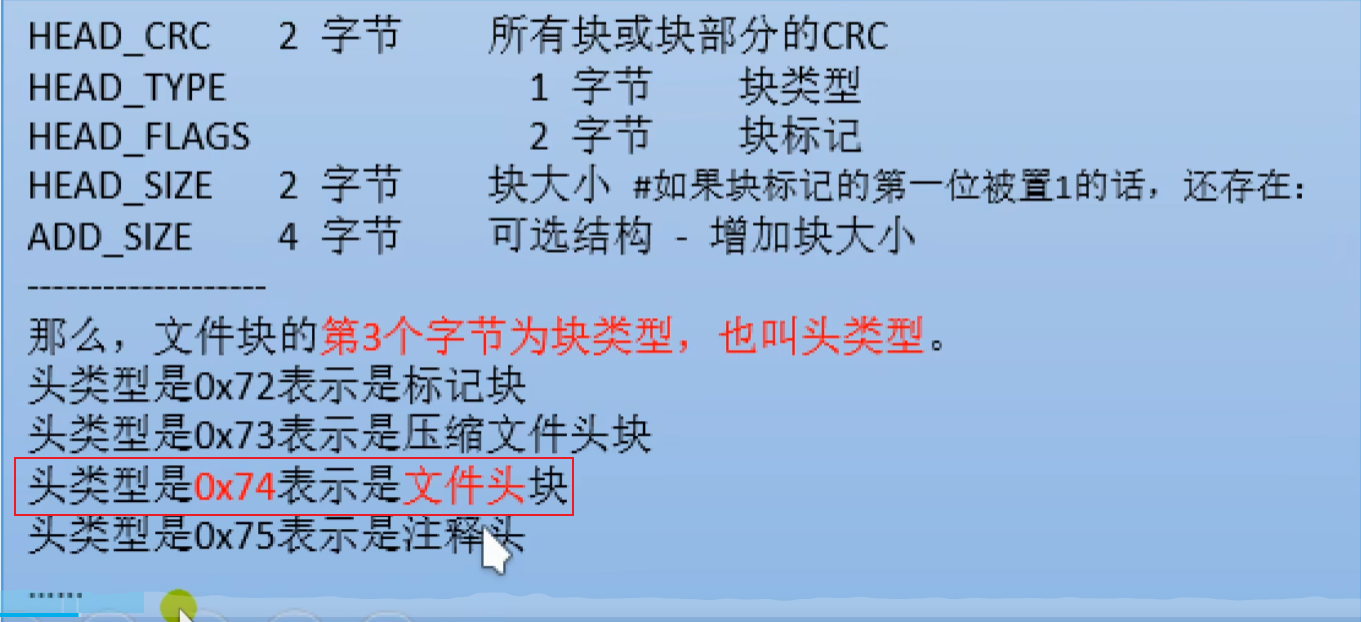 HEAD_CRC 2 字节 所有块或块部分的CRC
HEAD_TYPE 1 字节 块类型
HEAD_FLAGS 2 字节 块标记
HEAD_SIZE 2 字节 块大小 #如果块标记的第一位被置1的话，还存在：
ADD_SIZE 4 字节 可选结构 - 增加块大小
-------------------
那么，文件块的第3个字节为块类型，也叫头类型。
头类型是0x72表示是标记块
头类型是0x73表示是压缩文件头块
头类型是0x74表示是文件头块
头类型是0x75表示是注释头
......